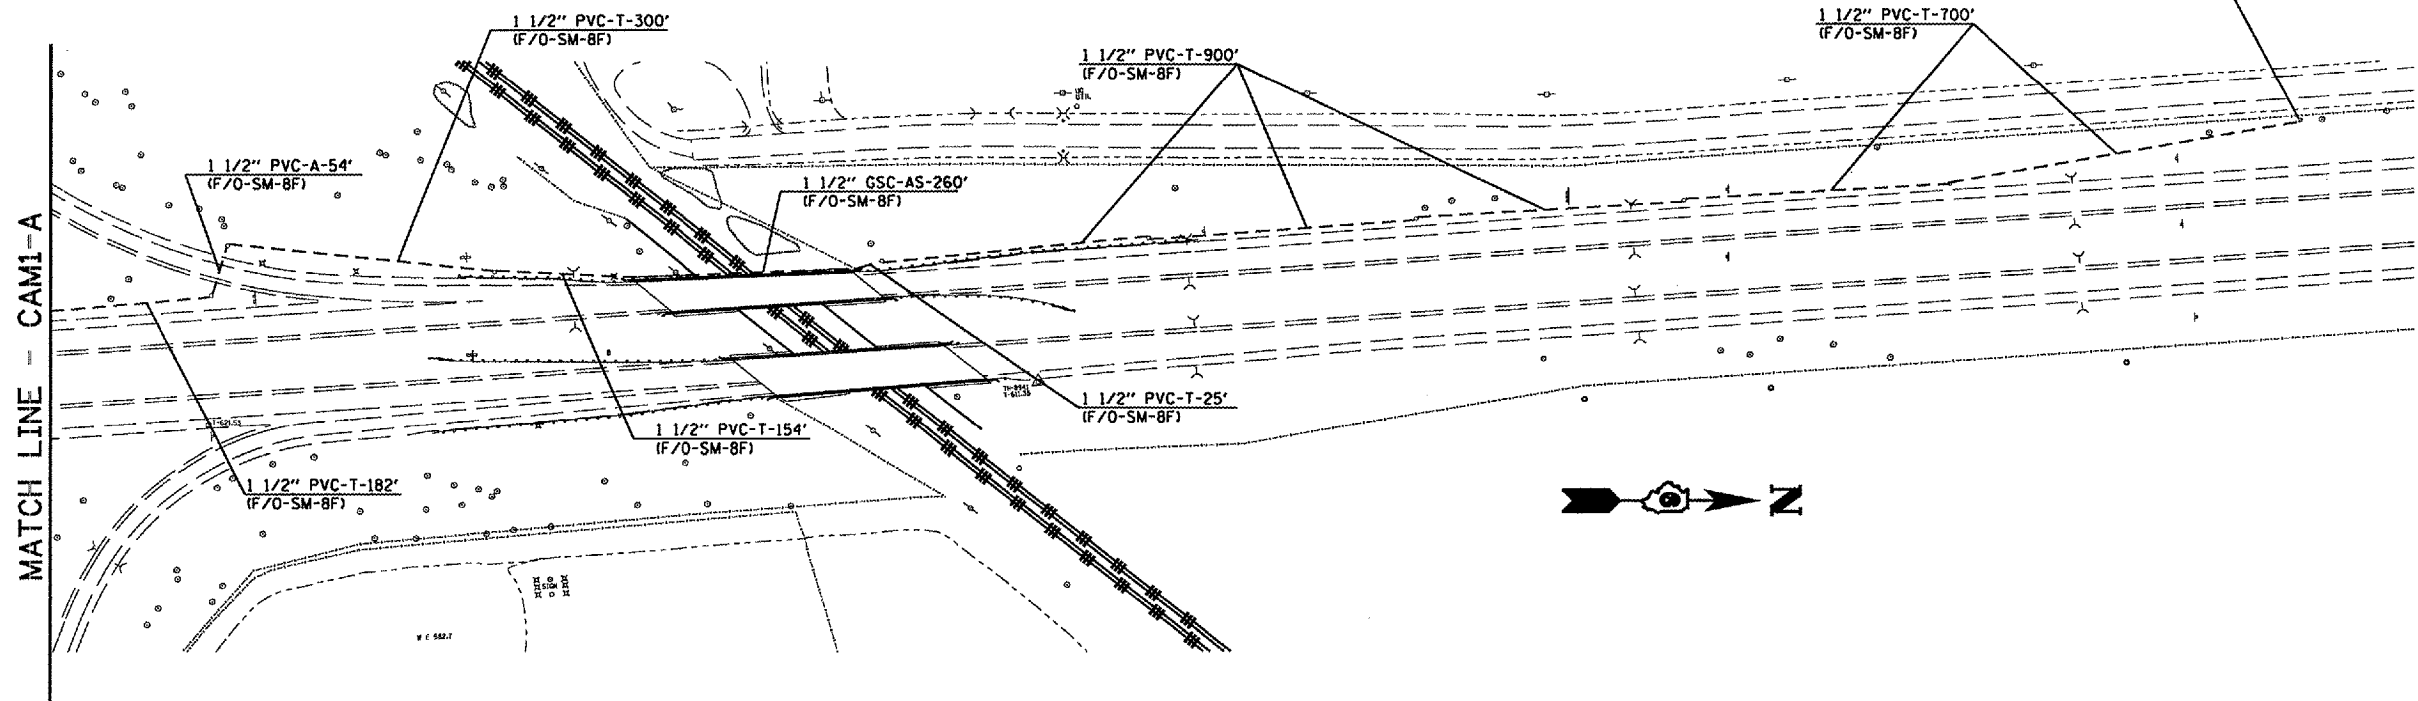 1 1/2" PVC-T-300'
(F/O-SM-8F)
1 1/2" PVC-T-900'
(F/O-SM-8F)
1 1/2" PVC-T-700'
(F/O-SM-8F)
1 1/2" PVC-A-54'
(F/O-SM-8F)
1 1/2" GSC-AS-260'
(F/O-SM-8F)
1 1/2" PVC-T-25'
(F/O-SM-8F)
1 1/2" PVC-T-154'
(F/O-SM-8F)
1 1/2" PVC-T-182'
(F/O-SM-8F)
MATCH LINE - CAM1-A
SIGN
N